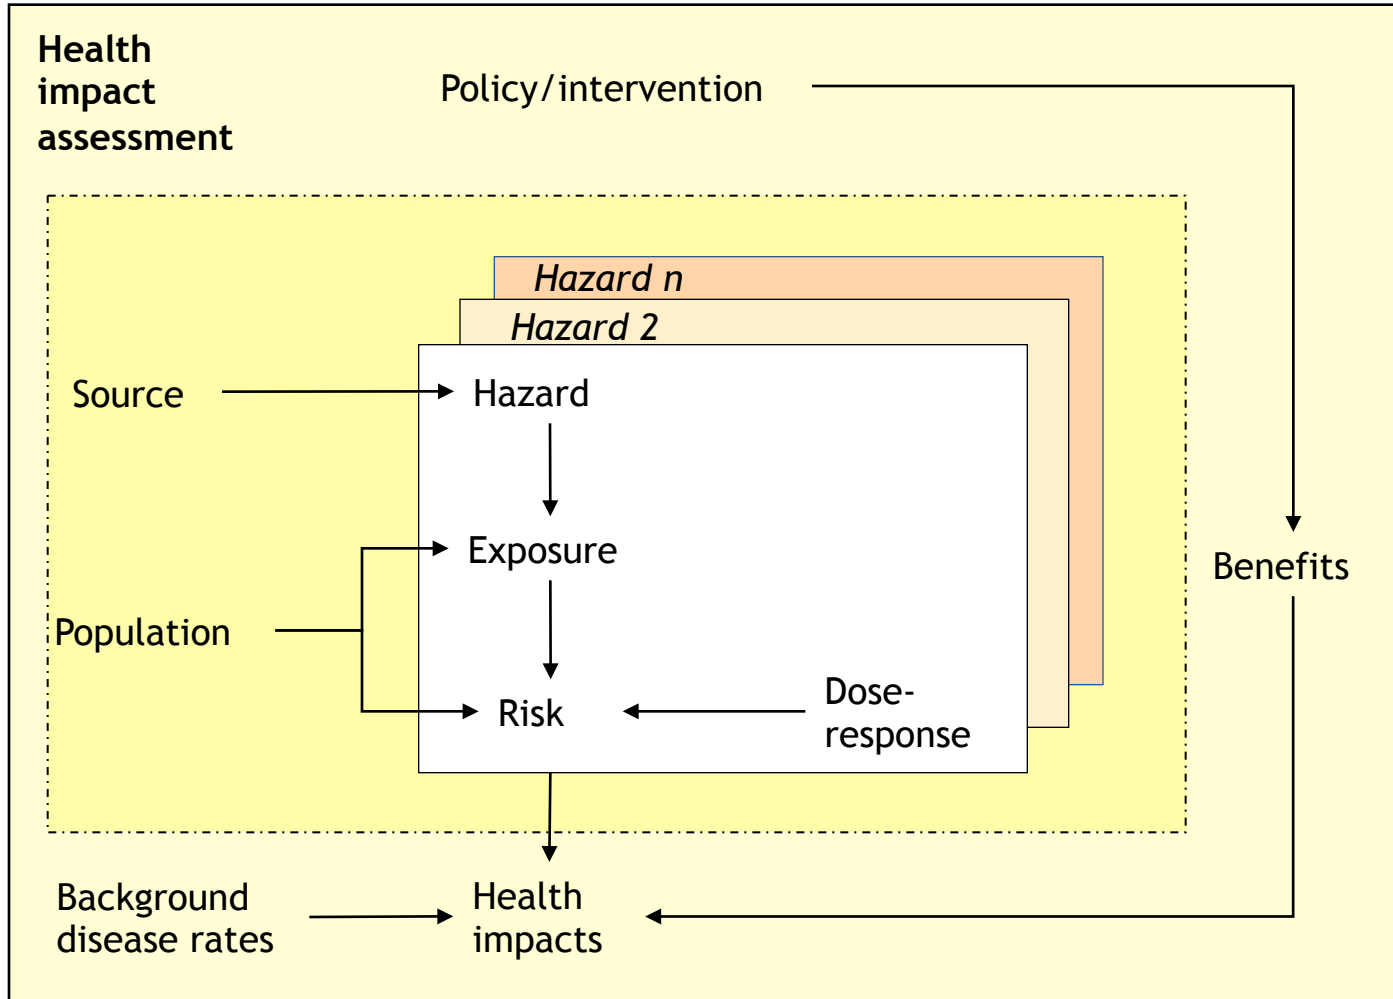 Health
impact
assessment
Policy/intervention
Hazard n
Hazard 2
Source
Hazard
Exposure
Benefits
Population
Risk
Dose-
response
Background
disease rates
Health
impacts